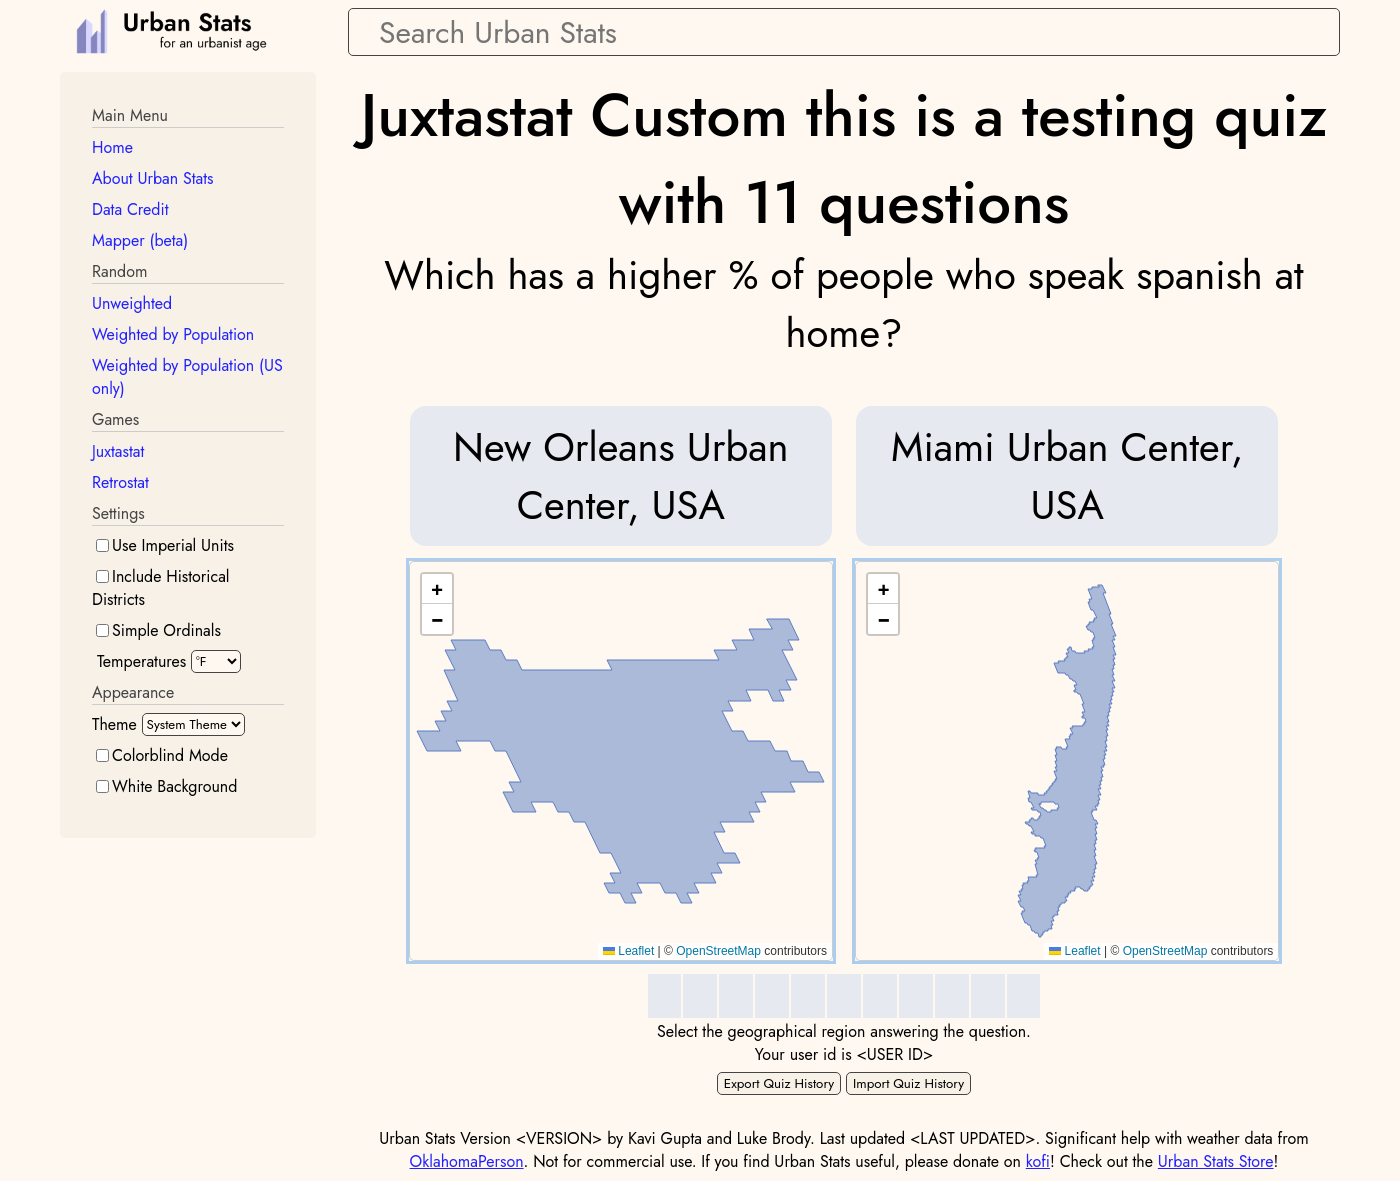 Urban Stats
for an urbanist age
Search Urban Stats
Main Menu
Home
About Urban Stats
Data Credit
Mapper (beta)
Random
Unweighted
Weighted by Population
Weighted by Population (US
only)
Games
Juxtastat
Retrostat
Settings
Use Imperial Units
Include Historical
Districts
Simple Ordinals
Temperatures °F
Appearance
Theme System Theme
Colorblind Mode
White Background
Juxtastat Custom this is a testing quiz
with 11 questions
Which has a higher % of people who speak spanish at
home?
New Orleans Urban
Center, USA
Miami Urban Center,
USA
+
−
Leaflet | © OpenStreetMap contributors
+
−
Leaflet | © OpenStreetMap contributors
Select the geographical region answering the question.
Your user id is <USER ID>
Export Quiz History Import Quiz History
Urban Stats Version <VERSION> by Kavi Gupta and Luke Brody. Last updated <LAST UPDATED>. Significant help with weather data from
OklahomaPerson. Not for commercial use. If you find Urban Stats useful, please donate on kofi! Check out the Urban Stats Store!